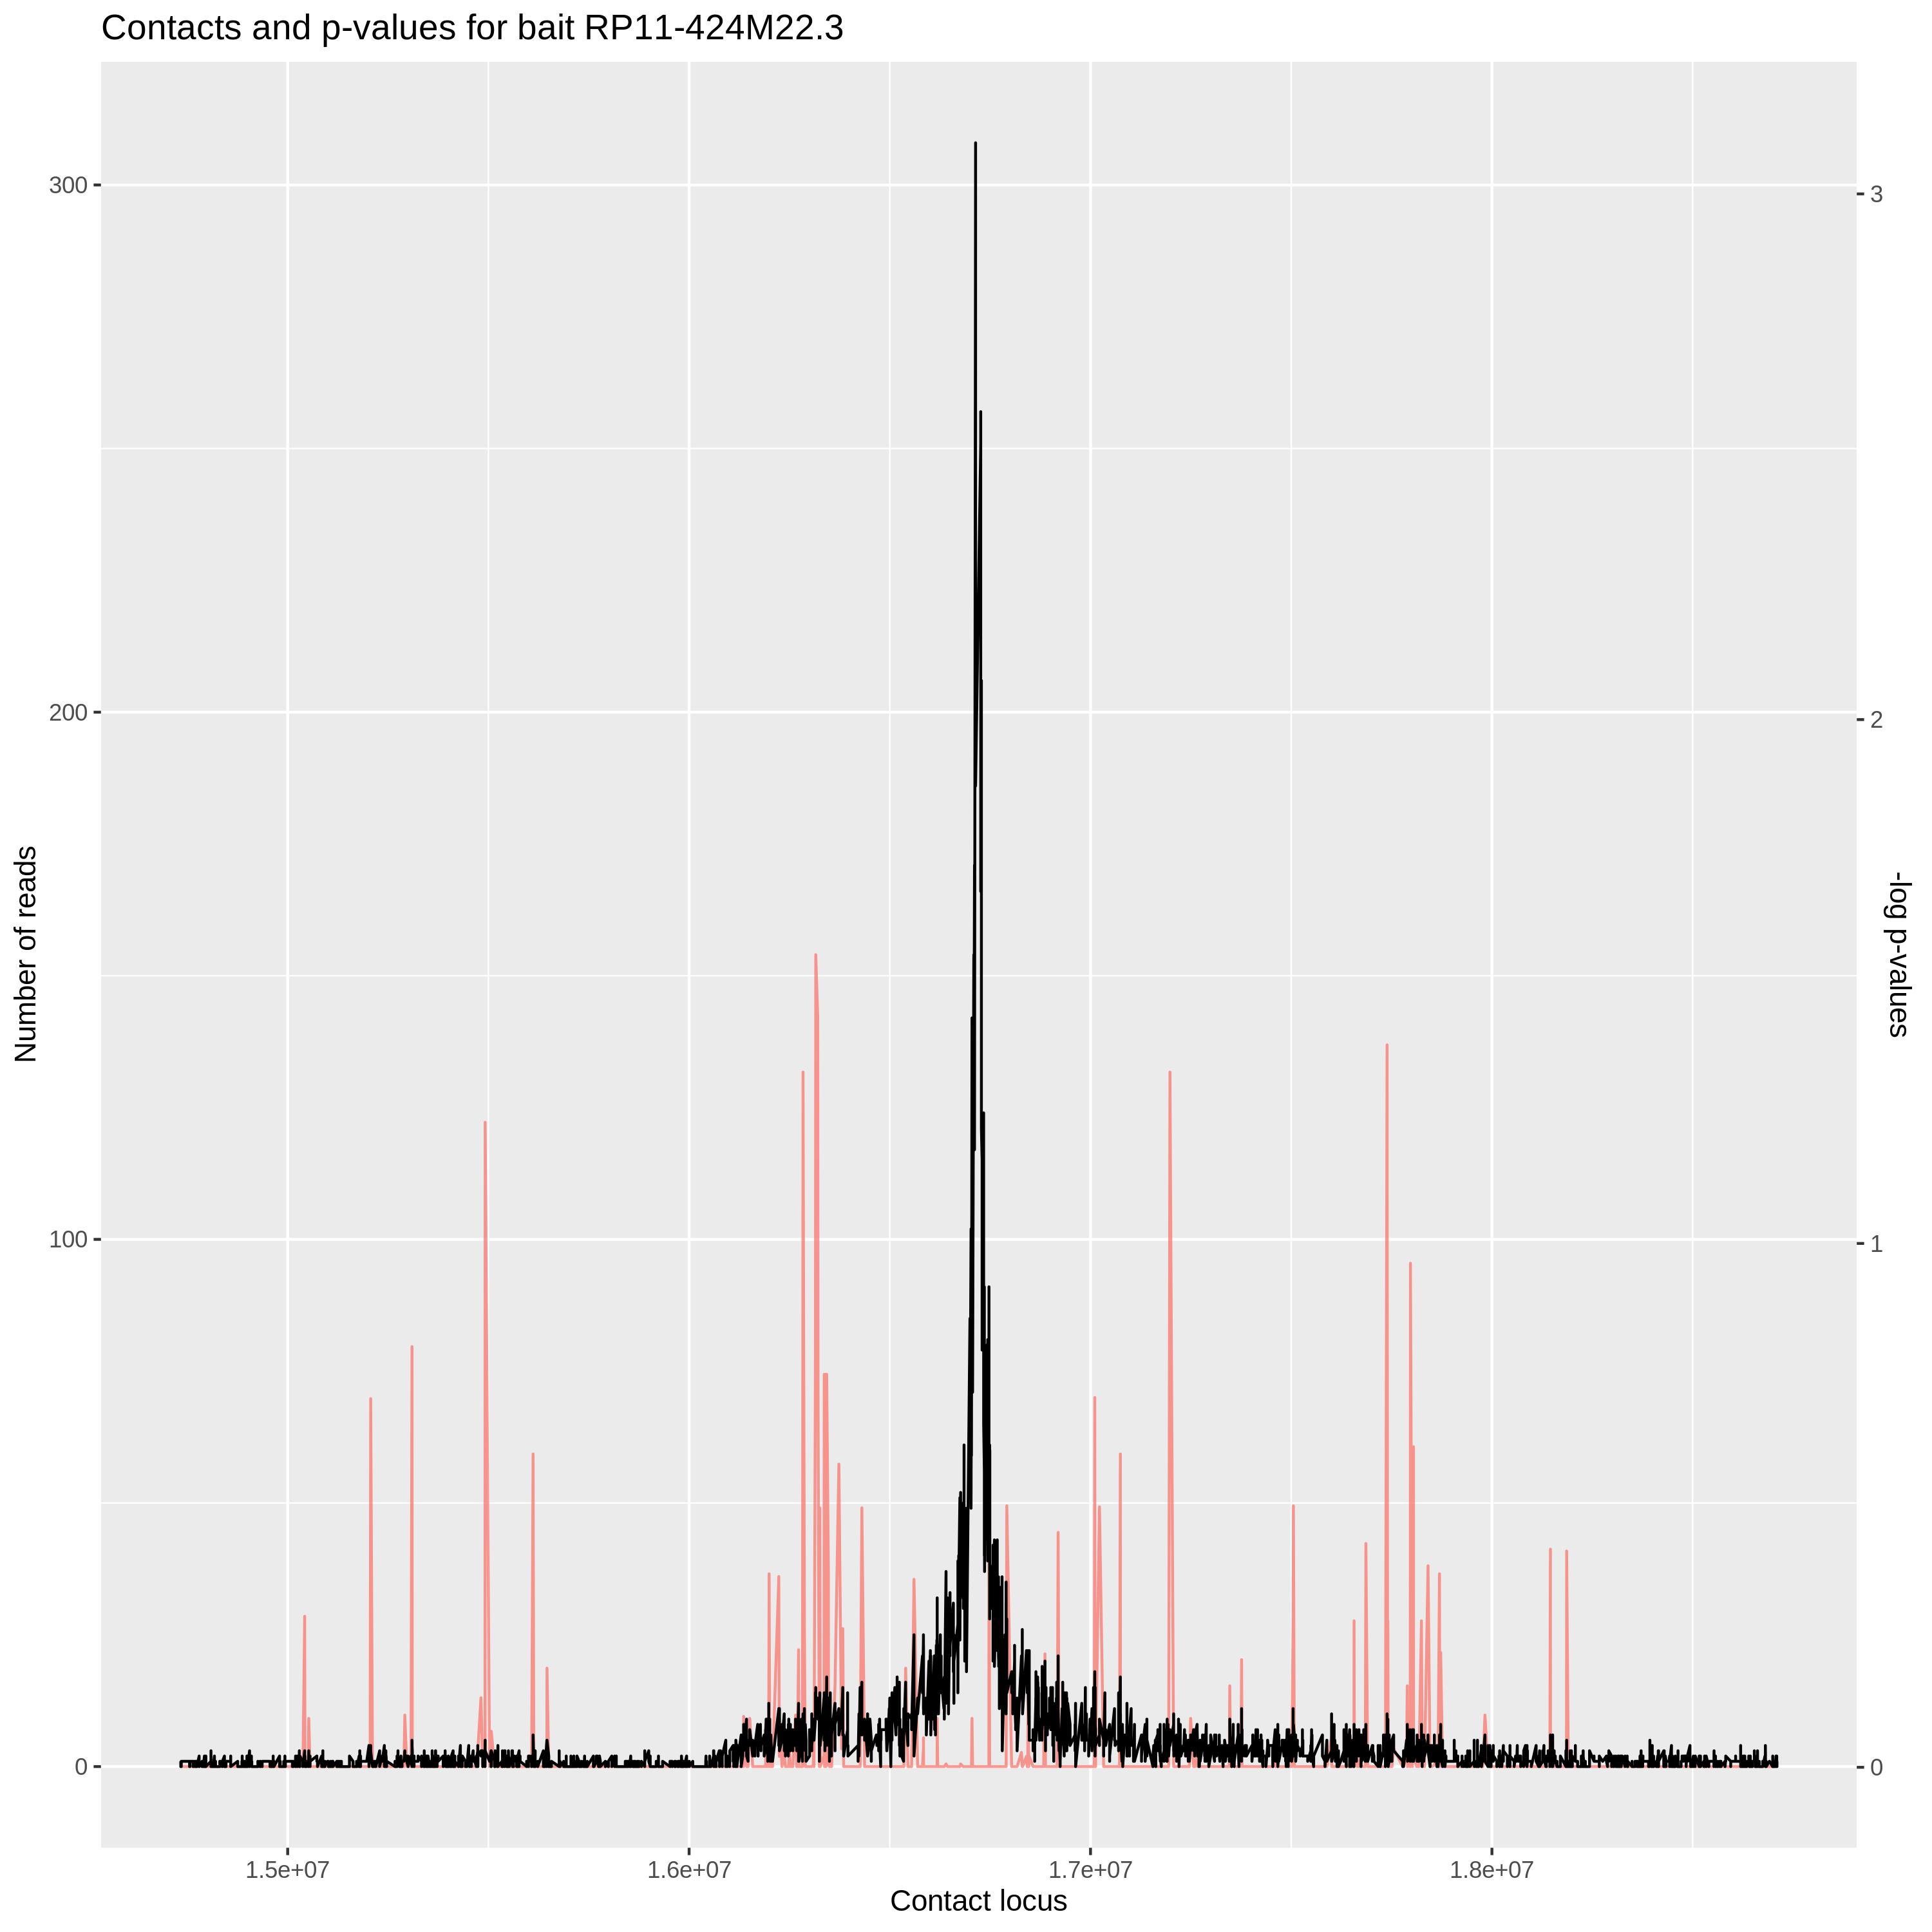 Contacts and p-values for bait RP11-424M22.3
300
200
100
0
Number of reads
3
2
1
0
-log p-values
1.5e+07
1.6e+07
1.7e+07
1.8e+07
Contact locus